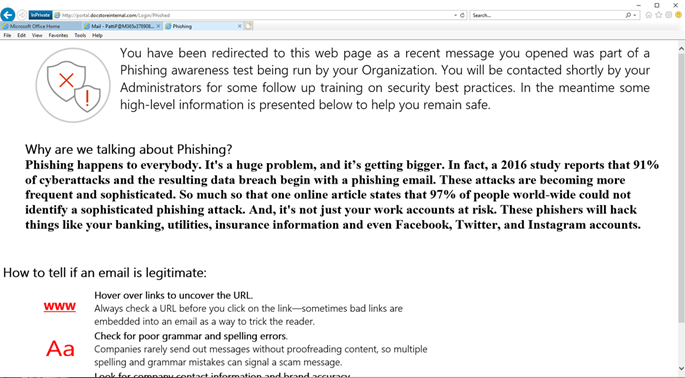 InPrivate http://portal.docstoreinternal.com/Login/Phished Search...
Microsoft Office Home Mail - PattiF@M365x378908... Phishing
File Edit View Favorites Tools Help
You have been redirected to this web page as a recent message you opened was part of a
Phishing awareness test being run by your Organization. You will be contacted shortly by your
Administrators for some follow up training on security best practices. In the meantime some
high-level information is presented below to help you remain safe.
Why are we talking about Phishing?
Phishing happens to everybody. It's a huge problem, and it's getting bigger. In fact, a 2016 study reports that 91%
of cyberattacks and the resulting data breach begin with a phishing email. These attacks are becoming more
frequent and sophisticated. So much so that one online article states that 97% of people world-wide could not
identify a sophisticated phishing attack. And, it's not just your work accounts at risk. These phishers will hack
things like your banking, utilities, insurance information and even Facebook, Twitter, and Instagram accounts.
How to tell if an email is legitimate:
www
Hover over links to uncover the URL.
Always check a URL before you click on the link—sometimes bad links are
embedded into an email as a way to trick the reader.
Aa
Check for poor grammar and spelling errors.
Companies rarely send out messages without proofreading content, so multiple
spelling and grammar mistakes can signal a scam message.
Look for company contact information and brand accuracy.